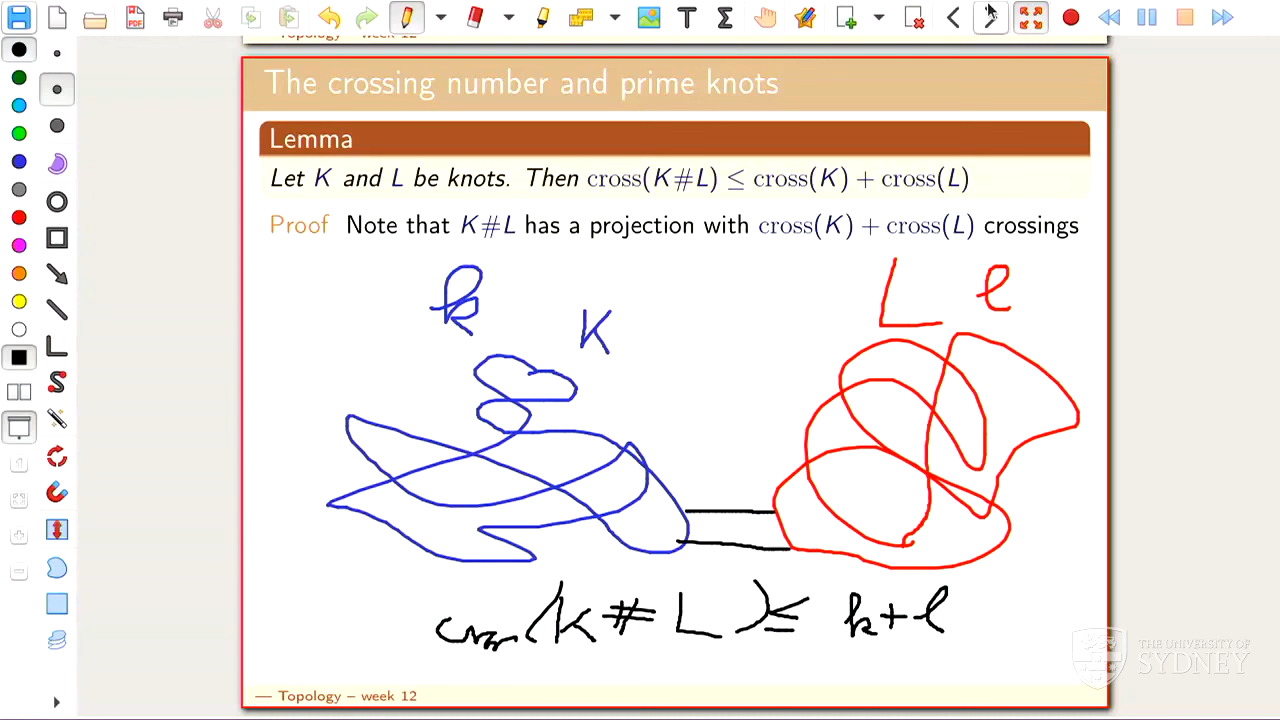 Topology – week 12
The crossing number and prime knots
Lemma
Let K and L be knots. Then cross(K#L) ≤ cross(K) + cross(L)
Proof Note that K#L has a projection with cross(K) + cross(L) crossings
k
K
L
l
cross(K # L) ≤ k+l
— Topology – week 12
THE UNIVERSITY OF
SYDNEY